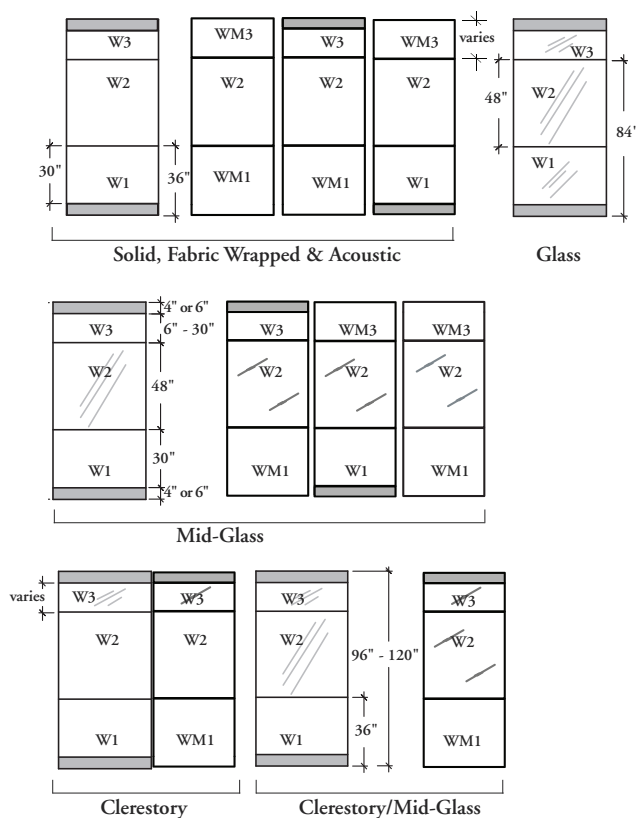 W3 WM3 W3 WM3 varies W3
W2 W2 W2 W2 48" W2 84"
30" W1 36" WM1 WM1 W1 W1
Solid, Fabric Wrapped & Acoustic Glass
4" or 6"
W3 6" - 30" W3 WM3 WM3
W2 48" W2 W2 W2
W1 30" WM1 W1 WM1
4" or 6"
Mid-Glass
varies W3 W3 W3 W3
W2 W2 W2 96" - 120" W2
W1 WM1 W1 36" WM1
Clerestory Clerestory/Mid-Glass